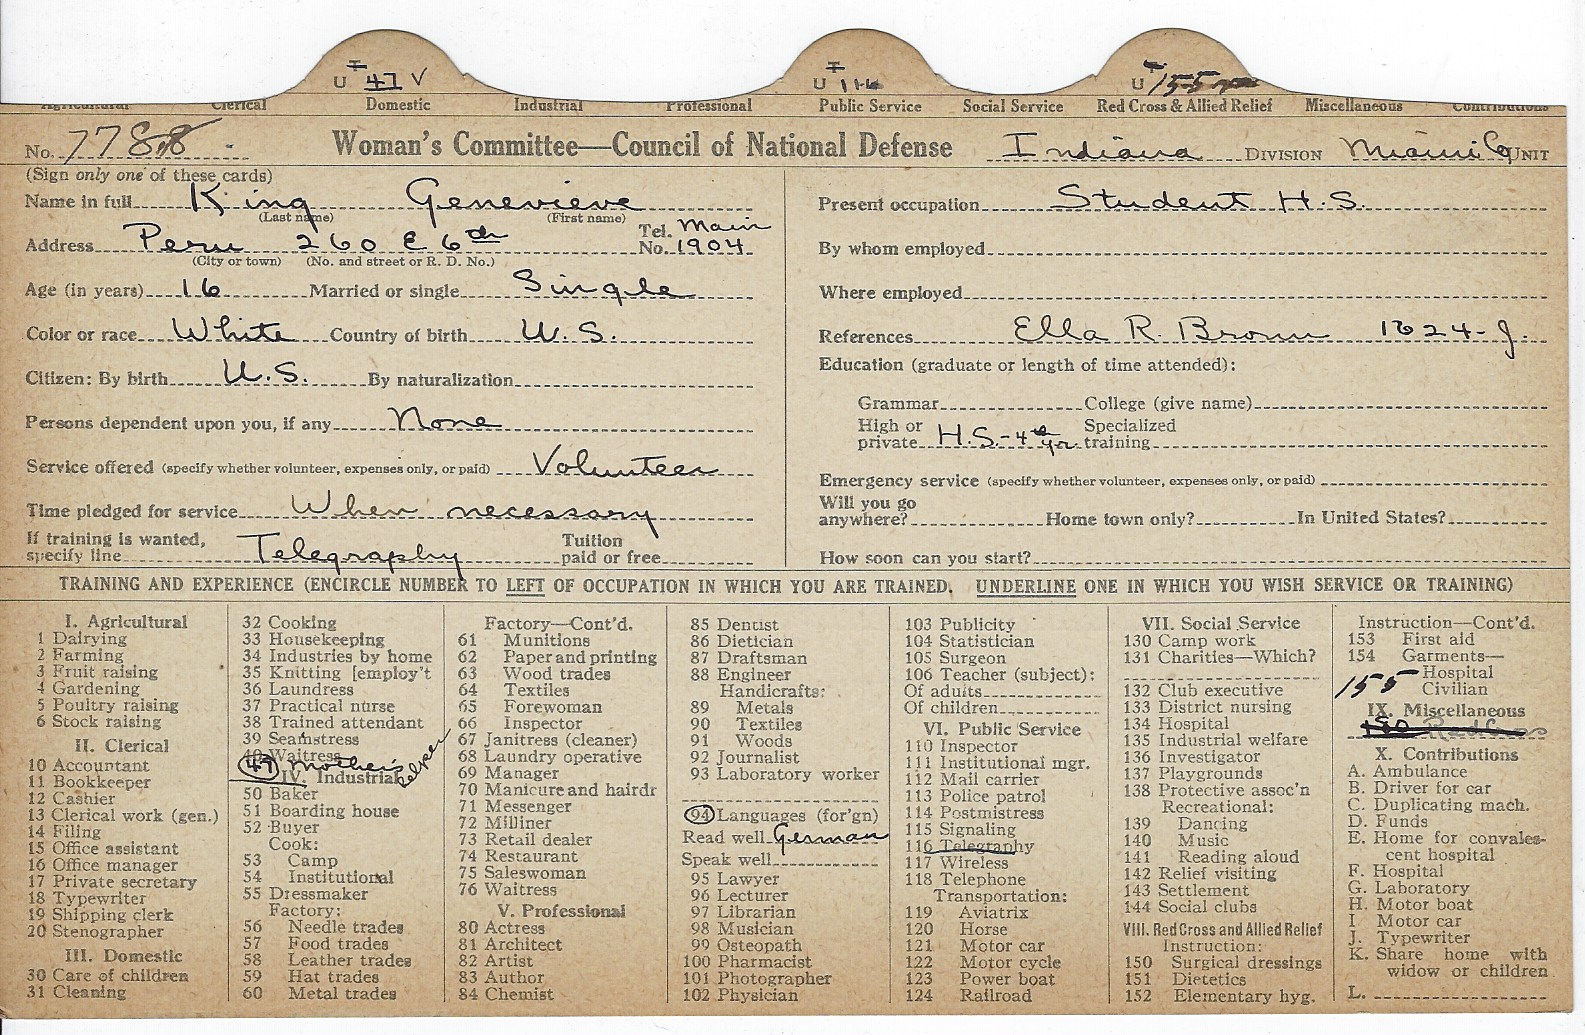 U 47 V
U 116
U 155
Agricultural Clerical Domestic Industrial Professional Public Service Social Service Red Cross & Allied Relief Miscellaneous Contributions
No. 7788 Woman's Committee—Council of National Defense Indiana DIVISION Miami Co UNIT
(Sign only one of these cards)
Name in full King Genevieve
(Last name) (First name)
Address Peru 260 E 6th Tel. No. Main 1904
(City or town) (No. and street or R. D. No.)
Age (in years) 16 Married or single Single
Color or race White Country of birth U.S.
Citizen: By birth U.S. By naturalization
Persons dependent upon you, if any None
Service offered (specify whether volunteer, expenses only, or paid) Volunteer
Time pledged for service When necessary
If training is wanted, specify line Telegraphy Tuition paid or free
Present occupation Student H.S.
By whom employed
Where employed
References Ella R. Brown 1624-J.
Education (graduate or length of time attended):
Grammar College (give name)
High or private H.S.-4th yr. Specialized training
Emergency service (specify whether volunteer, expenses only, or paid)
Will you go anywhere? Home town only? In United States?
How soon can you start?
TRAINING AND EXPERIENCE (ENCIRCLE NUMBER TO LEFT OF OCCUPATION IN WHICH YOU ARE TRAINED. UNDERLINE ONE IN WHICH YOU WISH SERVICE OR TRAINING)
I. Agricultural
1 Dairying
2 Farming
3 Fruit raising
4 Gardening
5 Poultry raising
6 Stock raising
II. Clerical
10 Accountant
11 Bookkeeper
12 Cashier
13 Clerical work (gen.)
14 Filing
15 Office assistant
16 Office manager
17 Private secretary
18 Typewriter
19 Shipping clerk
20 Stenographer
III. Domestic
30 Care of children
31 Cleaning
32 Cooking
33 Housekeeping
34 Industries by home
35 Knitting [employ't
36 Laundress
37 Practical nurse
38 Trained attendant
39 Seamstress
40 Waitress
47 Mother's helper
IV. Industrial
50 Baker
51 Boarding house
52 Buyer
Cook:
53 Camp
54 Institutional
55 Dressmaker
Factory:
56 Needle trades
57 Food trades
58 Leather trades
59 Hat trades
60 Metal trades
Factory—Cont'd.
61 Munitions
62 Paper and printing
63 Wood trades
64 Textiles
65 Forewoman
66 Inspector
67 Janitress (cleaner)
68 Laundry operative
69 Manager
70 Manicure and hairdr
71 Messenger
72 Milliner
73 Retail dealer
74 Restaurant
75 Saleswoman
76 Waitress
V. Professional
80 Actress
81 Architect
82 Artist
83 Author
84 Chemist
85 Dentist
86 Dietician
87 Draftsman
88 Engineer
Handicrafts:
89 Metals
90 Textiles
91 Woods
92 Journalist
93 Laboratory worker
94 Languages (for'gn)
Read well German
Speak well
95 Lawyer
96 Lecturer
97 Librarian
98 Musician
99 Osteopath
100 Pharmacist
101 Photographer
102 Physician
103 Publicity
104 Statistician
105 Surgeon
106 Teacher (subject):
Of adults
Of children
VI. Public Service
110 Inspector
111 Institutional mgr.
112 Mail carrier
113 Police patrol
114 Postmistress
115 Signaling
116 Telegraphy
117 Wireless
118 Telephone
Transportation:
119 Aviatrix
120 Horse
121 Motor car
122 Motor cycle
123 Power boat
124 Railroad
VII. Social Service
130 Camp work
131 Charities—Which?
132 Club executive
133 District nursing
134 Hospital
135 Industrial welfare
136 Investigator
137 Playgrounds
138 Protective assoc'n
Recreational:
139 Dancing
140 Music
141 Reading aloud
142 Relief visiting
143 Settlement
144 Social clubs
VIII. Red Cross and Allied Relief
Instruction:
150 Surgical dressings
151 Dietetics
152 Elementary hyg.
Instruction—Cont'd.
153 First aid
154 Garments—
Hospital
155 Civilian
IX. Miscellaneous
180 Red Cross
X. Contributions
A. Ambulance
B. Driver for car
C. Duplicating mach.
D. Funds
E. Home for convales-
cent hospital
F. Hospital
G. Laboratory
H. Motor boat
I. Motor car
J. Typewriter
K. Share home with
widow or children
L.